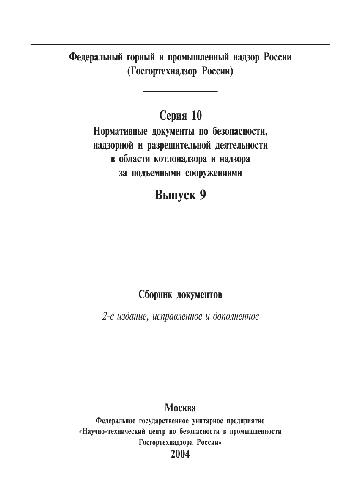 Федеральный горный и промышленный надзор России
(Госгортехнадзор России)
Серия 10
Нормативные документы по безопасности,
надзорной и разрешительной деятельности
в области котлонадзора и надзора
за подъемными сооружениями
Выпуск 9
Сборник документов
2-е издание, исправленное и дополненное
Москва
Федеральное государственное унитарное предприятие
«Научно-технический центр по безопасности в промышленности
Госгортехнадзора России»
2004